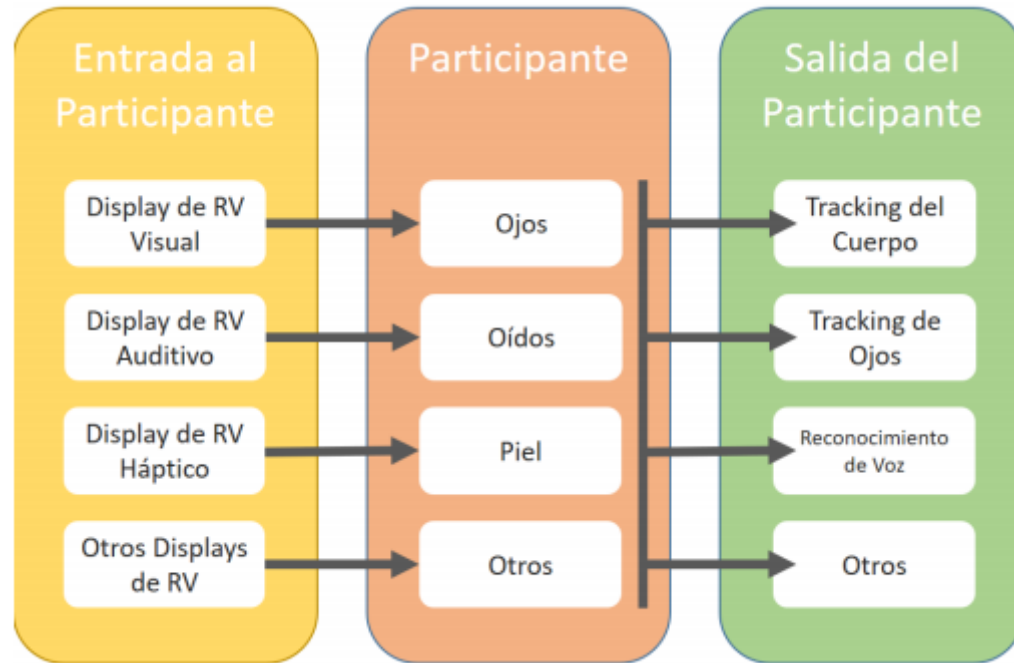 Entrada al
Participante
Display de RV
Visual
Display de RV
Auditivo
Display de RV
Háptico
Otros Displays
de RV
Participante
Ojos
Oídos
Piel
Otros
Salida del
Participante
Tracking del
Cuerpo
Tracking de
Ojos
Reconocimiento
de Voz
Otros